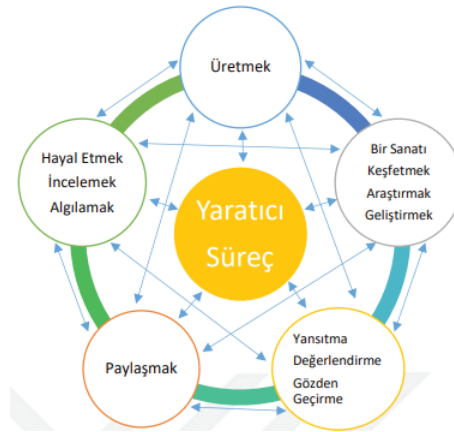 Üretmek
Hayal Etmek
İncelemek
Algılamak
Bir Sanatı
Keşfetmek
Araştırmak
Geliştirmek
Yaratıcı
Süreç
Paylaşmak
Yansıtma
Değerlendirme
Gözden
Geçirme